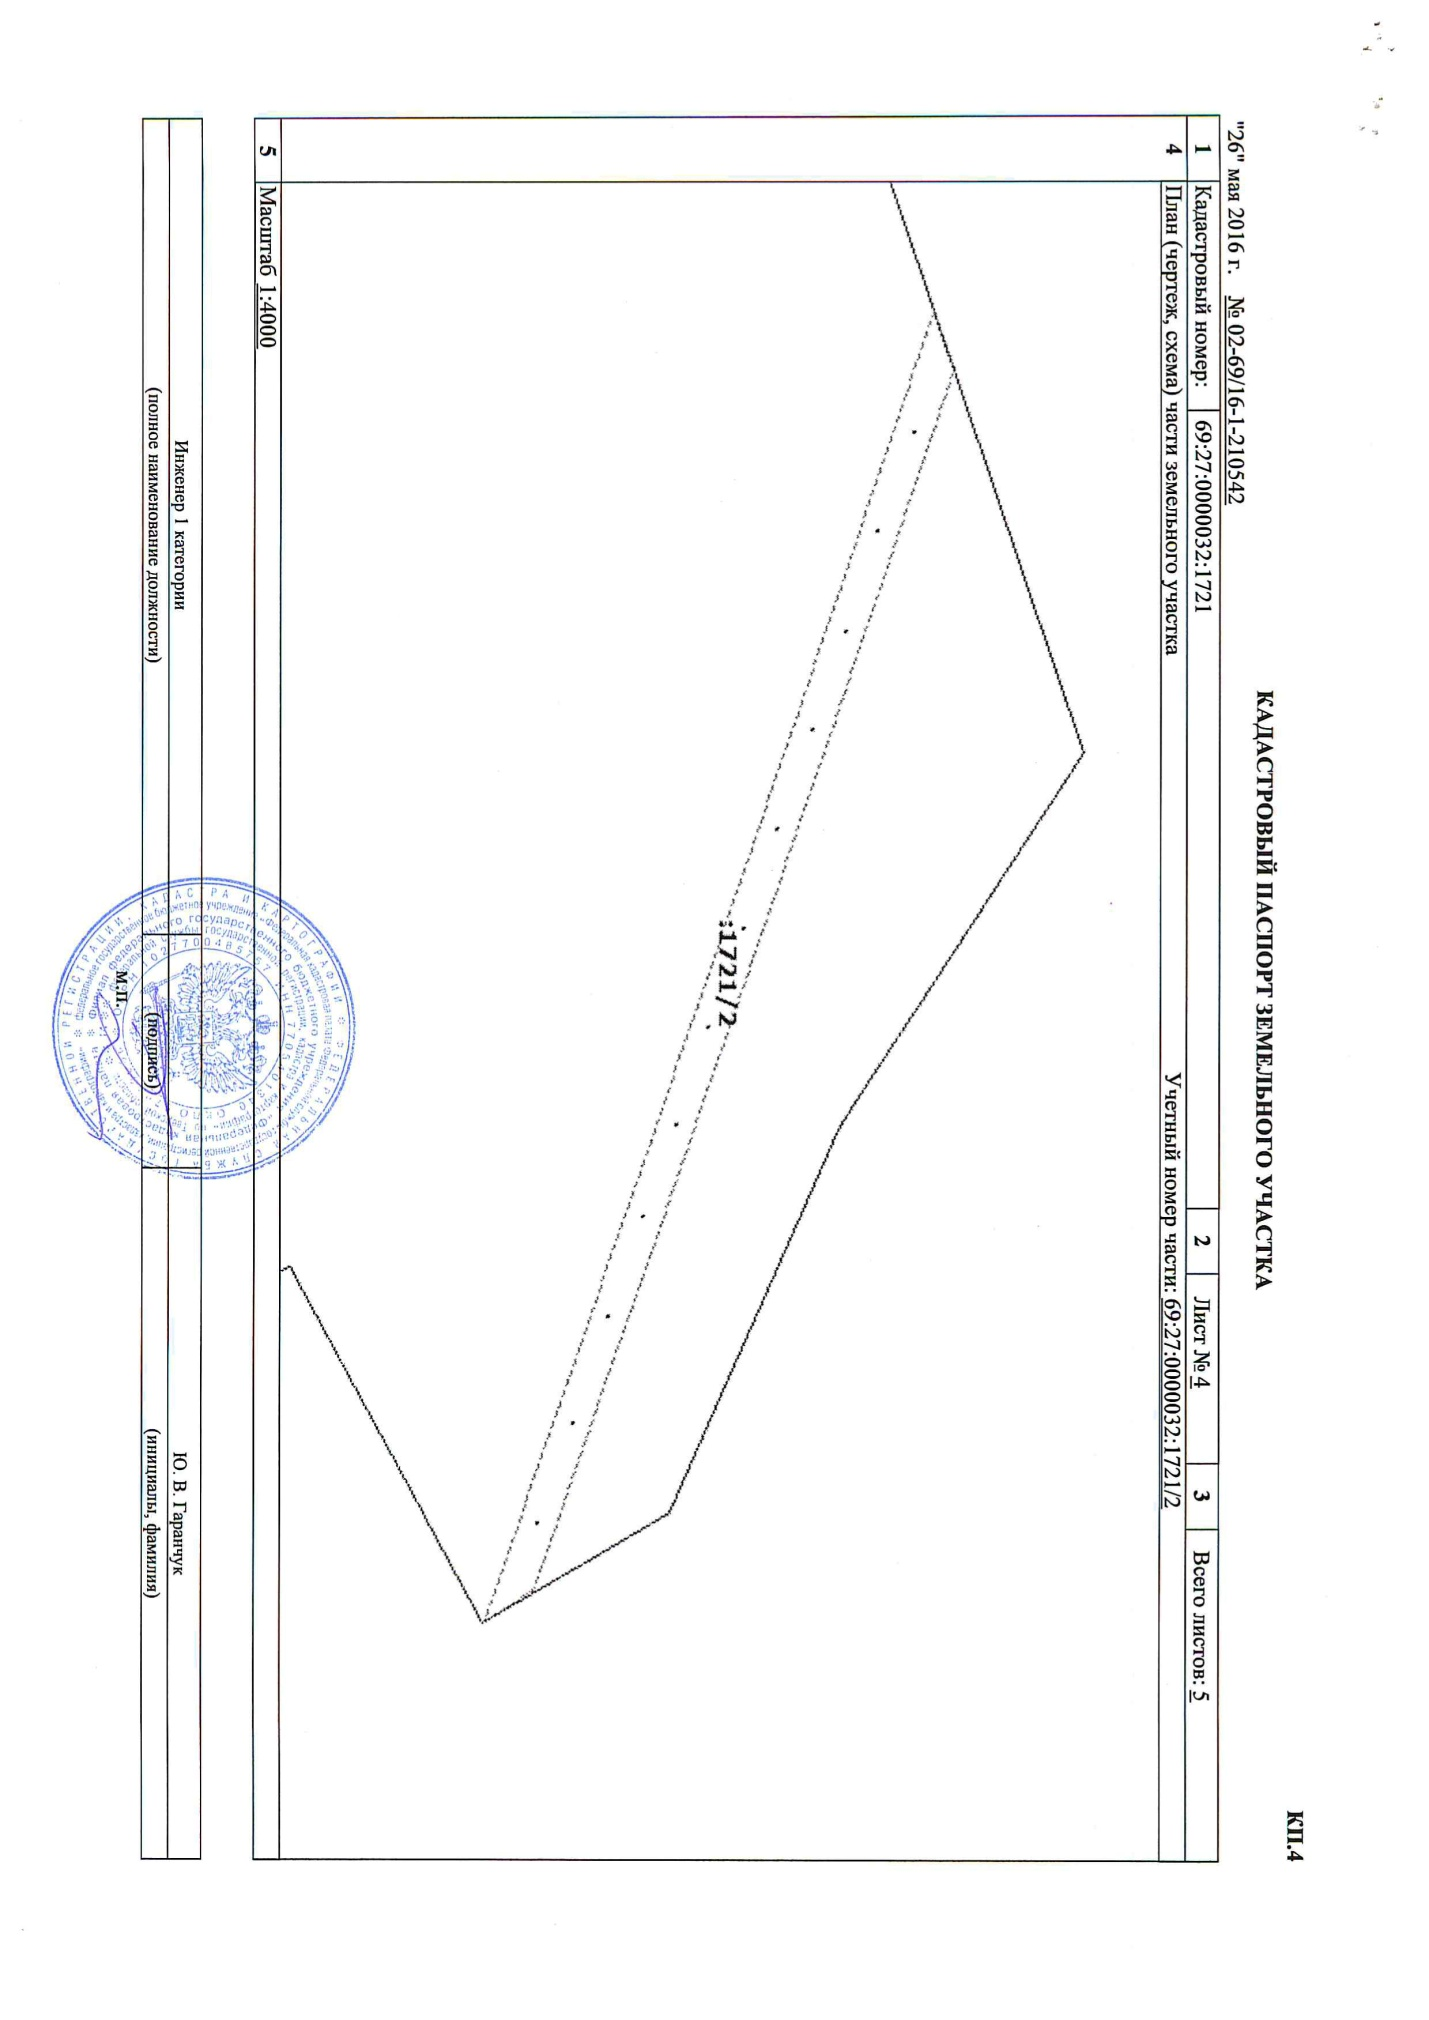 КП.4
КАДАСТРОВЫЙ ПАСПОРТ ЗЕМЕЛЬНОГО УЧАСТКА
"26" мая 2016 г. № 02-69/16-1-210542
1 Кадастровый номер: 69:27:0000032:1721 2 Лист № 4 3 Всего листов: 5
4 План (чертеж, схема) части земельного участка Учетный номер части: 69:27:0000032:1721/2
:1721/2
5 Масштаб 1:4000
Инженер 1 категории Ю. В. Гаранчук
(полное наименование должности) (подпись) (инициалы, фамилия)
М.П.